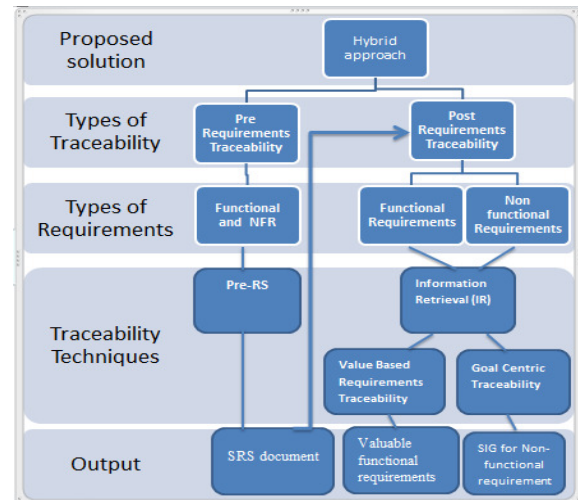 Proposed
solution
Hybrid
approach
Types of
Traceability
Pre
Requirements
Traceability
Post
Requirements
Traceability
Types of
Requirements
Functional
and NFR
Functional
Requirements
Non
functional
Requirements
Traceability
Techniques
Pre-RS
Information
Retrieval (IR)
Value Based
Requirements
Traceability
Goal Centric
Traceability
Output
SRS document
Valuable
functional
requirements
SIG for Non-
functional
requirement